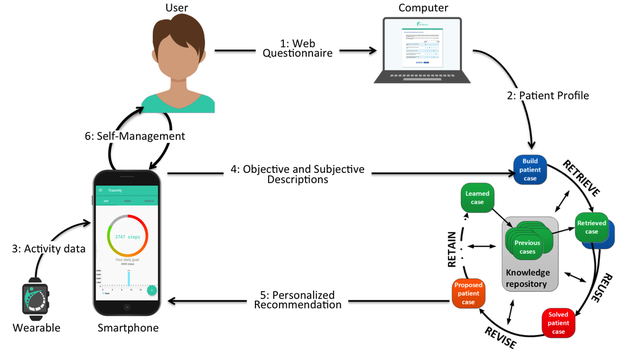 User
Computer
1: Web
Questionnaire
2: Patient Profile
6: Self-Management
4: Objective and Subjective
Descriptions
Build
patient
case
RETRIEVE
Learned
case
Retrieved
case
Previous
cases
2747 steps
3: Activity data
RETAIN
Knowledge
repository
REUSE
Proposed
patient
case
5: Personalized
Recommendation
Solved
patient
case
REVISE
Wearable
Smartphone